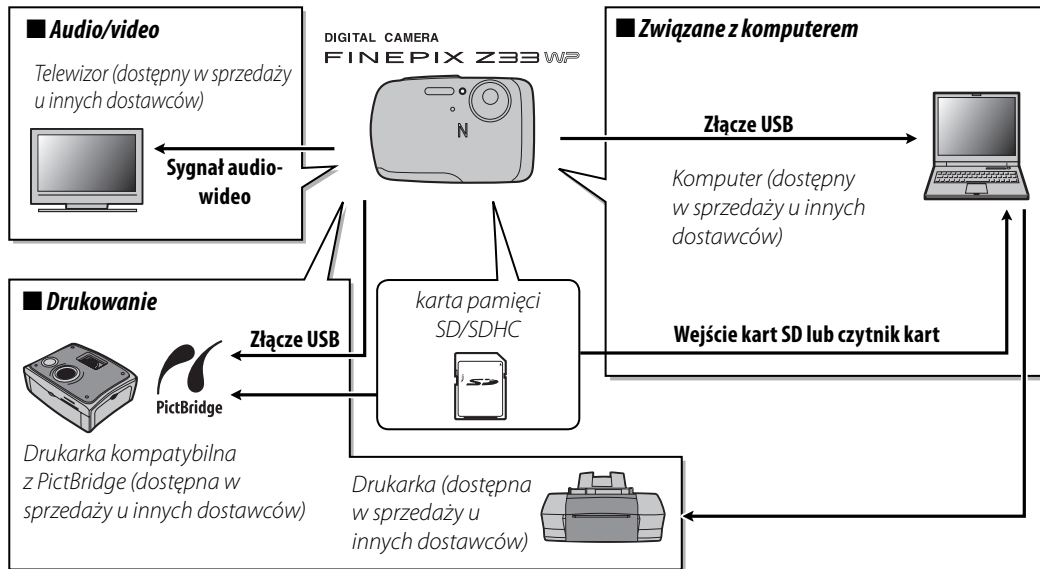 ■ Audio/video
Telewizor (dostępny w sprzedaży
u innych dostawców)
Sygnał audio-
wideo
DIGITAL CAMERA
FINEPIX Z33WP
N
■ Związane z komputerem
Złącze USB
Komputer (dostępny
w sprzedaży u innych
dostawców)
Wejście kart SD lub czytnik kart
■ Drukowanie
Złącze USB
PictBridge
Drukarka kompatybilna
z PictBridge (dostępna w
sprzedaży u innych dostawców)
karta pamięci
SD/SDHC
SD
Drukarka (dostępna
w sprzedaży u
innych dostawców)